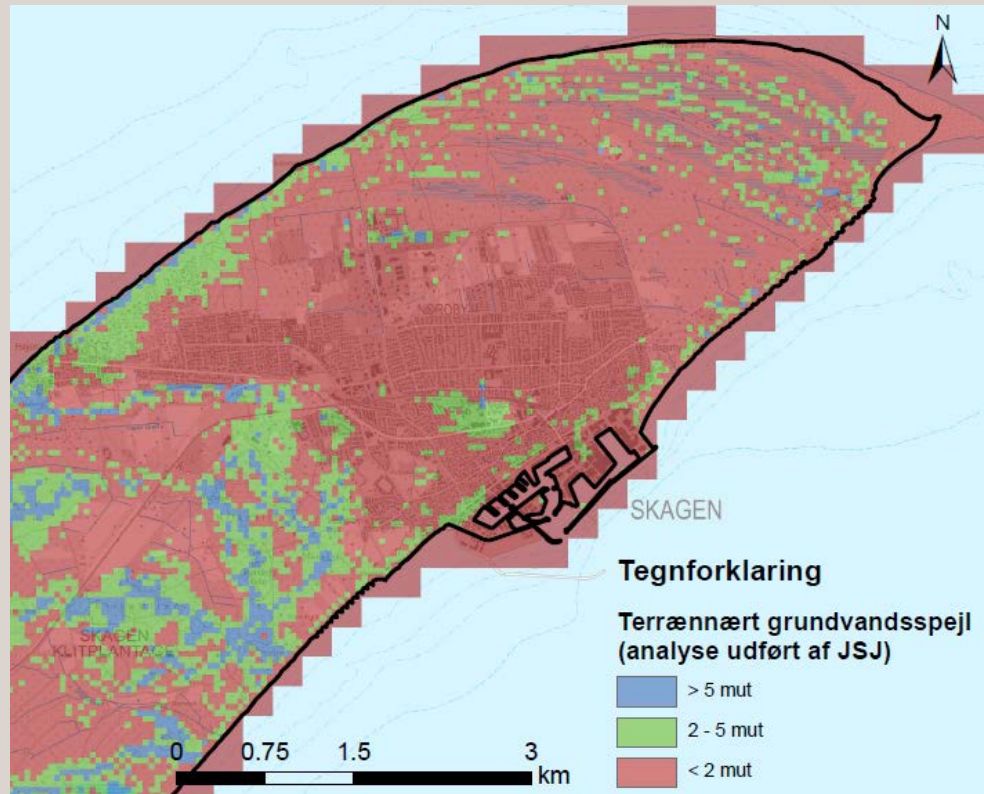 N
NORDBY
SKAGEN
SKAGEN
KLITPLANTAGE
Tegnforklaring
Terrænnært grundvandsspejl
(analyse udført af JSJ)
> 5 mut
2 - 5 mut
< 2 mut
0 0.75 1.5 3
km